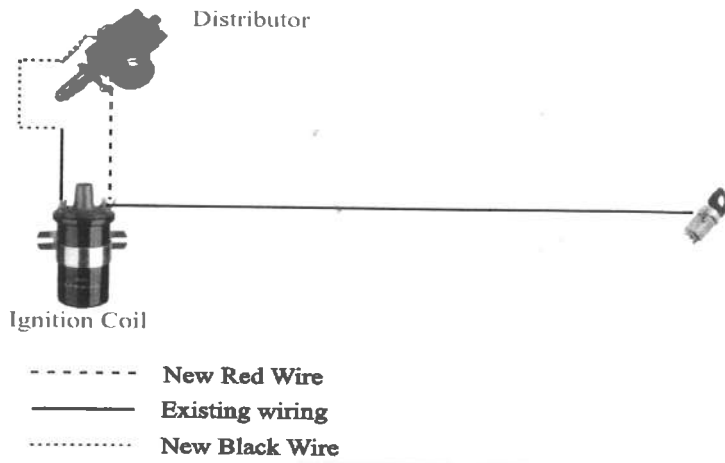 Distributor
Ignition Coil
New Red Wire
Existing wiring
New Black Wire